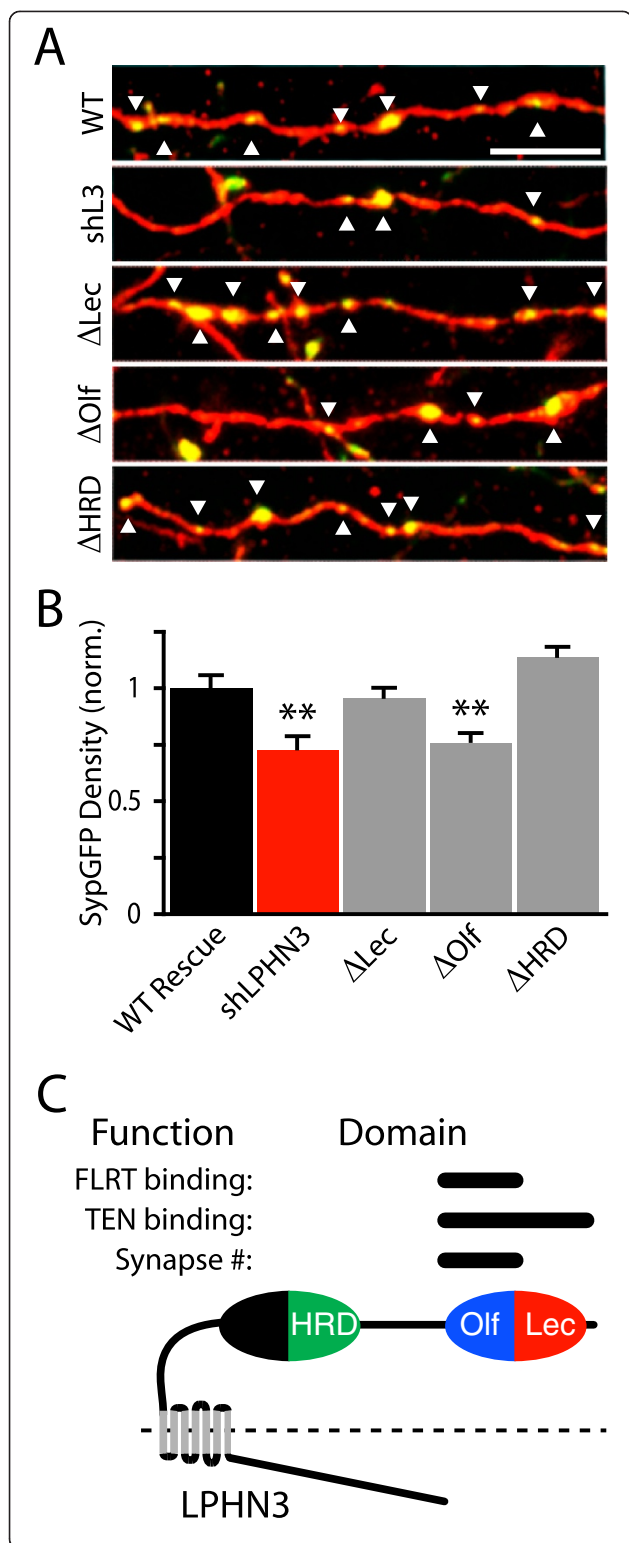 A
WT
shL3
ΔLec
ΔOlf
ΔHRD
B
SypGFP Density (norm.)
1
0.5
0
**
**
WT Rescue
shLPHN3
ΔLec
ΔOlf
ΔHRD
C
Function Domain
FLRT binding:
TEN binding:
Synapse #:
HRD Olf Lec
LPHN3